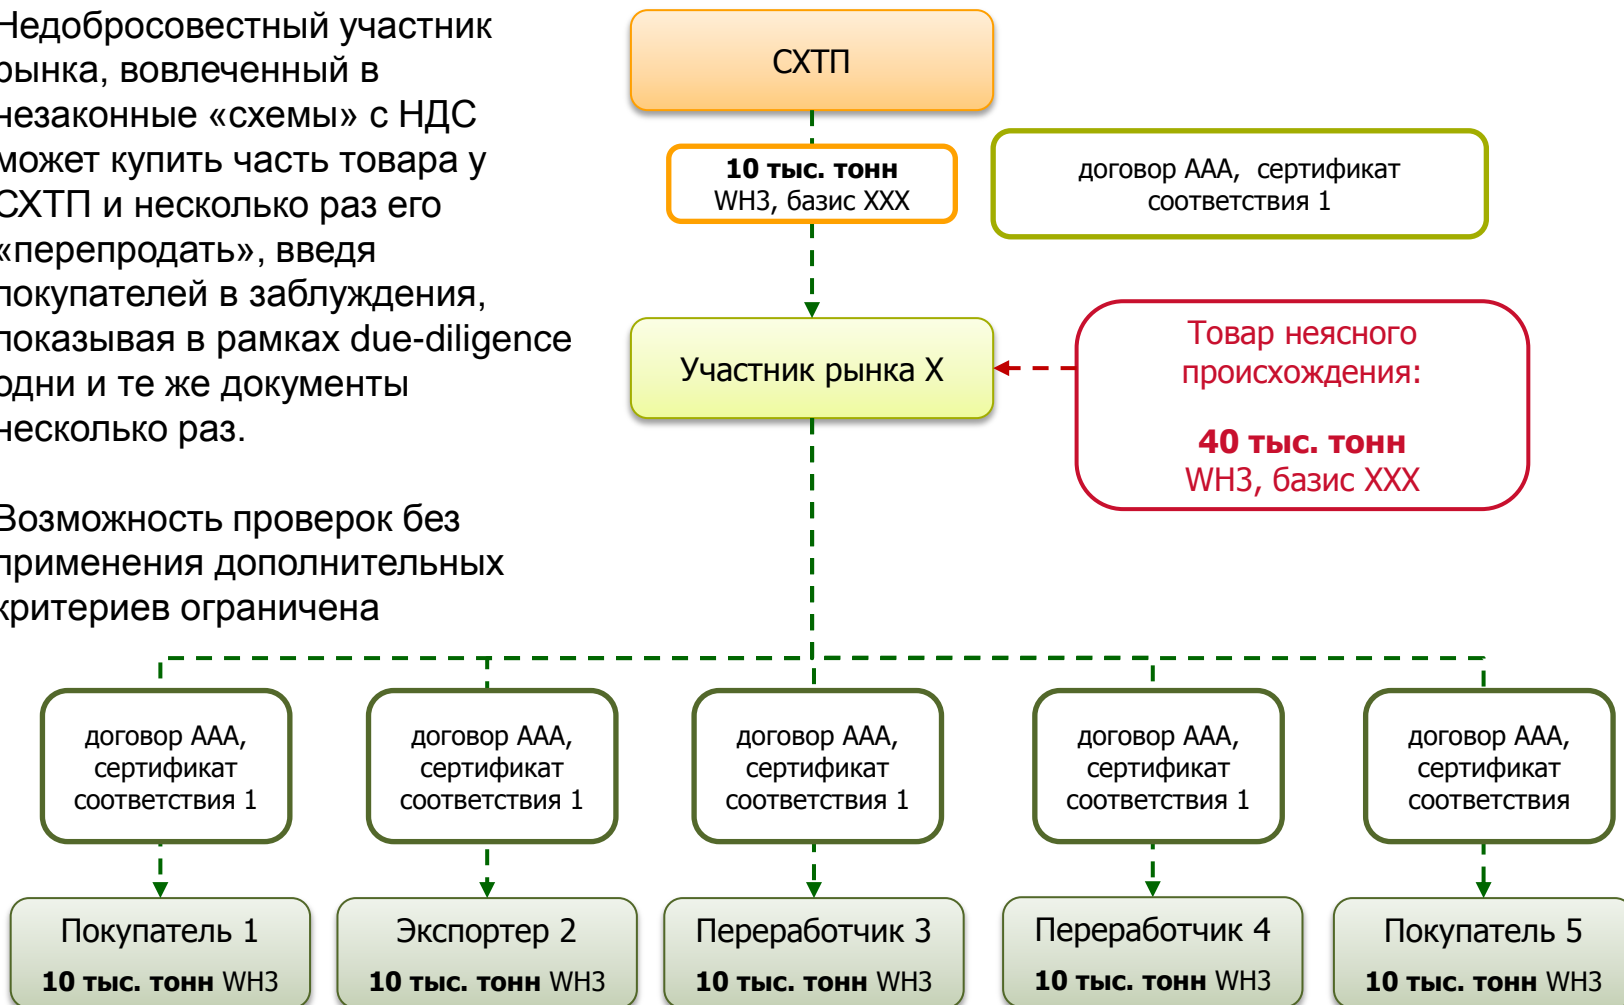 Недобросовестный участник
рынка, вовлеченный в
незаконные «схемы» с НДС
может купить часть товара у
СХТП и несколько раз его
«перепродать», введя
покупателей в заблуждения,
показывая в рамках due-diligence
одни и те же документы
несколько раз.
Возможность проверок без
применения дополнительных
критериев ограничена
СХТП
10 тыс. тонн
WH3, базис XXX
договор ААА, сертификат
соответствия 1
Участник рынка Х
Товар неясного
происхождения:
40 тыс. тонн
WH3, базис XXX
договор ААА,
сертификат
соответствия 1
договор ААА,
сертификат
соответствия 1
договор ААА,
сертификат
соответствия 1
договор ААА,
сертификат
соответствия 1
договор ААА,
сертификат
соответствия
Покупатель 1
10 тыс. тонн WH3
Экспортер 2
10 тыс. тонн WH3
Переработчик 3
10 тыс. тонн WH3
Переработчик 4
10 тыс. тонн WH3
Покупатель 5
10 тыс. тонн WH3